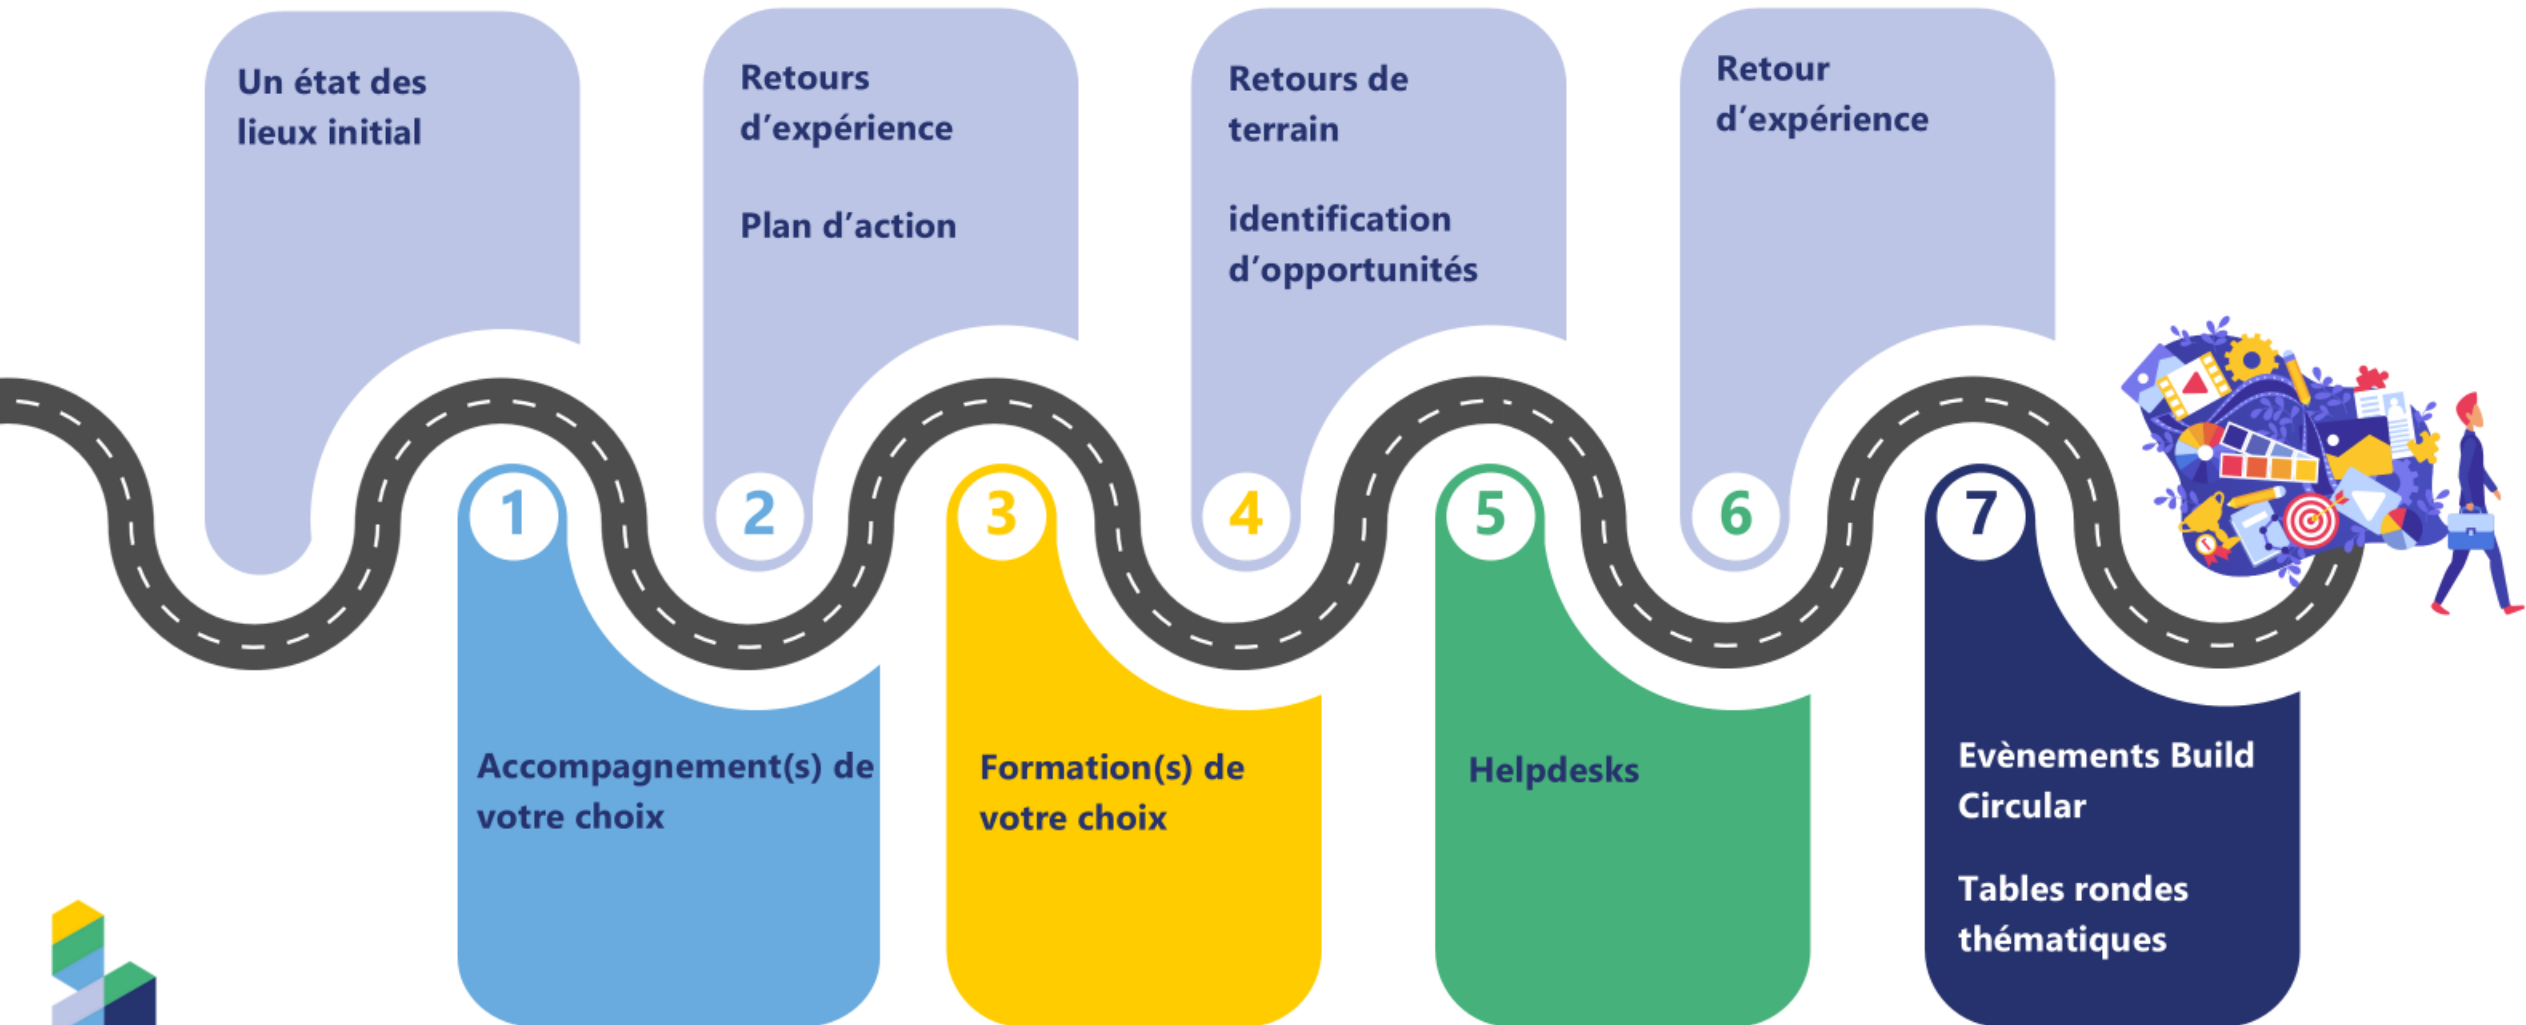 Un état des
lieux initial
1
Accompagnement(s) de
votre choix
2
Retours
d’expérience
Plan d’action
3
Formation(s) de
votre choix
4
Retours de
terrain
identification
d’opportunités
5
Helpdesks
6
Retour
d’expérience
7
Evènements Build
Circular
Tables rondes
thématiques